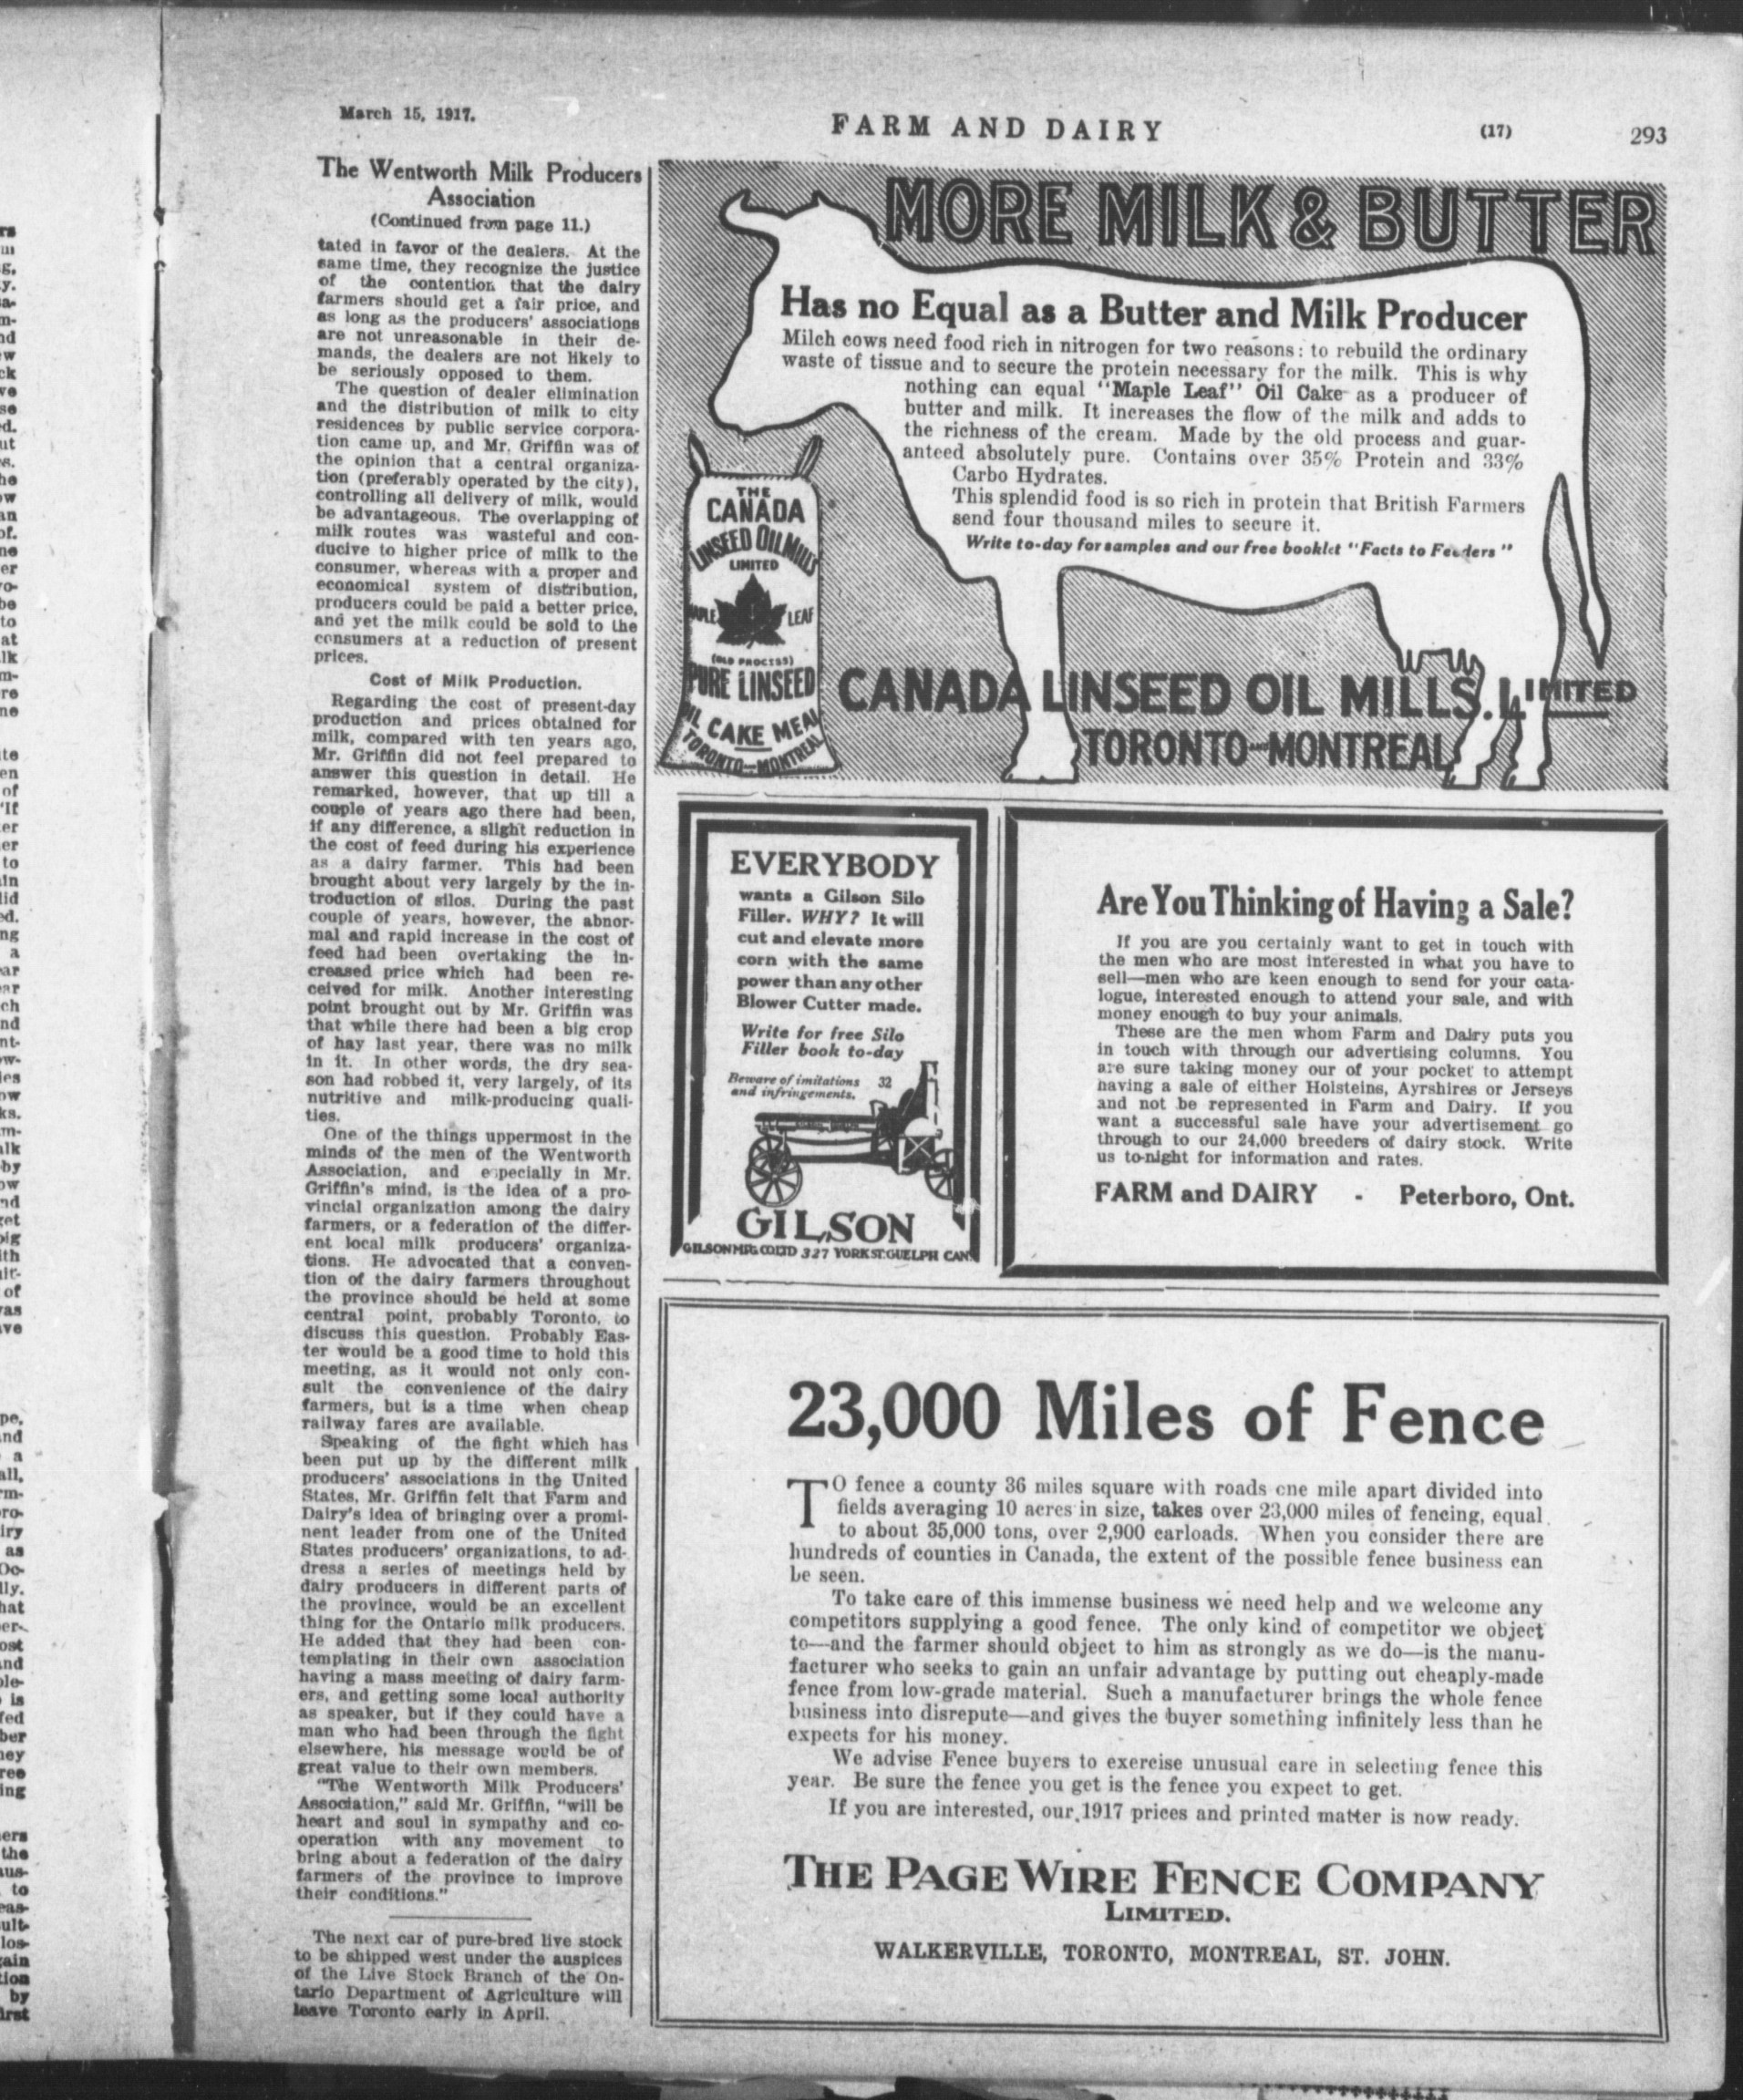 March 15, 1917.
FARM AND DAIRY
(17)
293
The Wentworth Milk Producers
Association
(Continued from page 11.)
tated in favor of the dealers. At the
same time, they recognize the justice
of the contention that the dairy
farmers should get a fair price, and
as long as the producers' associations
are not unreasonable in their de-
mands, the dealers are not likely to
be seriously opposed to them.
The question of dealer elimination
and the distribution of milk to city
residences by public service corpora-
tion came up, and Mr. Griffin was of
the opinion that a central organiza-
tion (preferably operated by the city),
controlling all delivery of milk, would
be advantageous. The overlapping of
milk routes was wasteful and con-
ducive to higher price of milk to the
consumer, whereas with a proper and
economical system of distribution,
producers could be paid a better price,
and yet the milk could be sold to the
consumers at a reduction of present
prices.
Cost of Milk Production.
Regarding the cost of present-day
production and prices obtained for
milk, compared with ten years ago,
Mr. Griffin did not feel prepared to
answer this question in detail. He
remarked, however, that up till a
couple of years ago there had been,
if any difference, a slight reduction in
the cost of feed during his experience
as a dairy farmer. This had been
brought about very largely by the in-
troduction of silos. During the past
couple of years, however, the abnor-
mal and rapid increase in the cost of
feed had been overtaking the in-
creased price which had been re-
ceived for milk. Another interesting
point brought out by Mr. Griffin was
that while there had been a big crop
of hay last year, there was no milk
in it. In other words, the dry sea-
son had robbed it, very largely, of its
nutritive and milk-producing quali-
ties.
One of the things uppermost in the
minds of the men of the Wentworth
Association, and especially in Mr.
Griffin's mind, is the idea of a pro-
vincial organization among the dairy
farmers, or a federation of the differ-
ent local milk producers' organiza-
tions. He advocated that a conven-
tion of the dairy farmers throughout
the province should be held at some
central point, probably Toronto, to
discuss this question. Probably Eas-
ter would be a good time to hold this
meeting, as it would not only con-
sult the convenience of the dairy
farmers, but is a time when cheap
railway fares are available.
Speaking of the fight which has
been put up by the different milk
producers' associations in the United
States, Mr. Griffin felt that Farm and
Dairy's idea of bringing over a promi-
nent leader from one of the United
States producers' organizations, to ad-
dress a series of meetings held by
dairy producers in different parts of
the province, would be an excellent
thing for the Ontario milk producers.
He added that they had been con-
templating in their own association
having a mass meeting of dairy farm-
ers, and getting some local authority
as speaker, but if they could have a
man who had been through the fight
elsewhere, his message would be of
great value to their own members.
"The Wentworth Milk Producers'
Association," said Mr. Griffin, "will be
heart and soul in sympathy and co-
operation with any movement to
bring about a federation of the dairy
farmers of the province to improve
their conditions."
The next car of pure-bred live stock
to be shipped west under the auspices
of the Live Stock Branch of the On-
tario Department of Agriculture will
leave Toronto early in April.
MORE MILK & BUTTER
Has no Equal as a Butter and Milk Producer
Milch cows need food rich in nitrogen for two reasons: to rebuild the ordinary
waste of tissue and to secure the protein necessary for the milk. This is why
nothing can equal "Maple Leaf" Oil Cake as a producer of
butter and milk. It increases the flow of the milk and adds to
the richness of the cream. Made by the old process and guar-
anteed absolutely pure. Contains over 35% Protein and 33%
Carbo Hydrates.
This splendid food is so rich in protein that British Farmers
send four thousand miles to secure it.
Write to-day for samples and our free booklet "Facts to Feeders"
THE
CANADA
LINSEED OIL MILLS
LIMITED
MAPLE LEAF
(OLD PROCESS)
PURE LINSEED
OIL CAKE MEAL
TORONTO—MONTREAL
CANADA LINSEED OIL MILLS. LIMITED
TORONTO—MONTREAL
EVERYBODY
wants a Gilson Silo
Filler. WHY? It will
cut and elevate more
corn with the same
power than any other
Blower Cutter made.
Write for free Silo
Filler book to-day
Beware of imitations 32
and infringements.
GILSON
GILSON MFG. CO LTD 327 YORK ST. GUELPH CAN.
Are You Thinking of Having a Sale?
If you are you certainly want to get in touch with
the men who are most interested in what you have to
sell—men who are keen enough to send for your cata-
logue, interested enough to attend your sale, and with
money enough to buy your animals.
These are the men whom Farm and Dairy puts you
in touch with through our advertising columns. You
are sure taking money our of your pocket to attempt
having a sale of either Holsteins, Ayrshires or Jerseys
and not be represented in Farm and Dairy. If you
want a successful sale have your advertisement go
through to our 24,000 breeders of dairy stock. Write
us to-night for information and rates.
FARM and DAIRY - Peterboro, Ont.
23,000 Miles of Fence
TO fence a county 36 miles square with roads one mile apart divided into
fields averaging 10 acres in size, takes over 23,000 miles of fencing, equal
to about 35,000 tons, over 2,900 carloads. When you consider there are
hundreds of counties in Canada, the extent of the possible fence business can
be seen.
To take care of this immense business we need help and we welcome any
competitors supplying a good fence. The only kind of competitor we object
to—and the farmer should object to him as strongly as we do—is the manu-
facturer who seeks to gain an unfair advantage by putting out cheaply-made
fence from low-grade material. Such a manufacturer brings the whole fence
business into disrepute—and gives the buyer something infinitely less than he
expects for his money.
We advise Fence buyers to exercise unusual care in selecting fence this
year. Be sure the fence you get is the fence you expect to get.
If you are interested, our 1917 prices and printed matter is now ready.
THE PAGE WIRE FENCE COMPANY
LIMITED.
WALKERVILLE, TORONTO, MONTREAL, ST. JOHN.